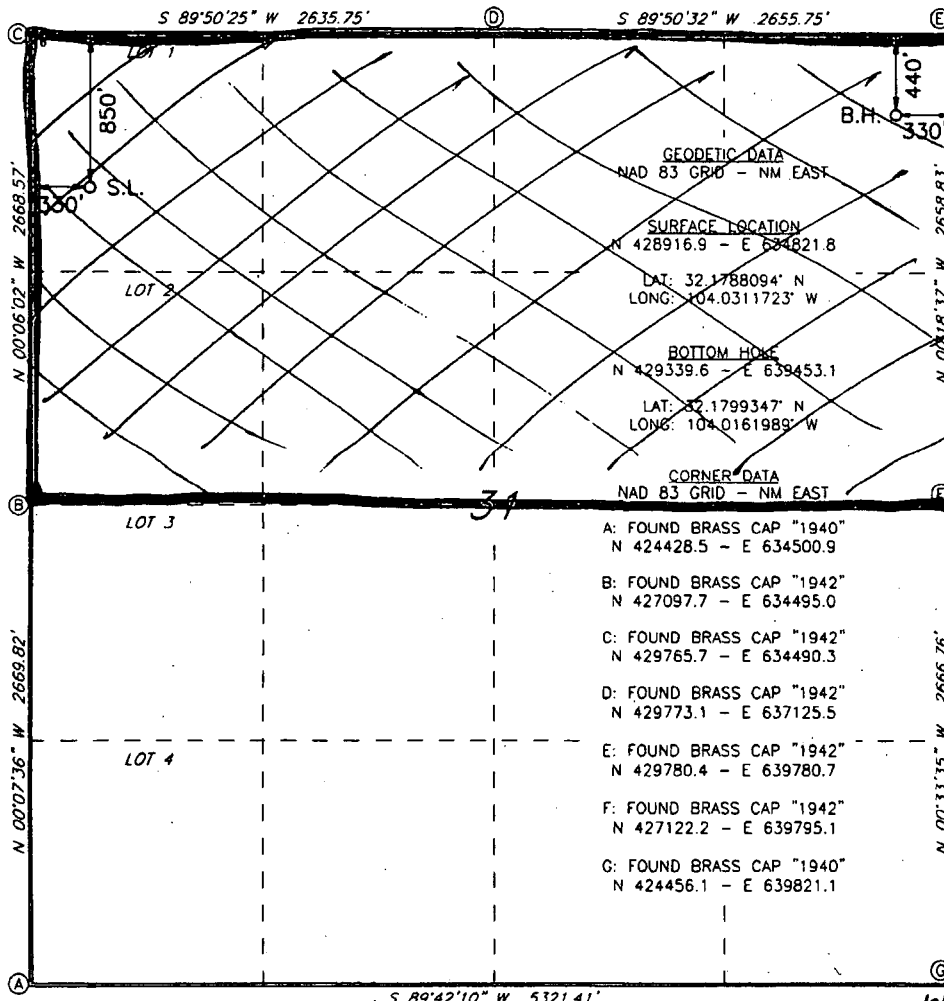 S 89°50'25" W 2635.75'
S 89°50'32" W 2655.75'
C
D
E
LOT 1
850'
440'
B.H.
330'
S.L.
N 00°06'02" W 2668.57'
GEODETIC DATA
NAD 83 GRID - NM EAST
SURFACE LOCATION
N 428916.9 - E 634821.8
LAT: 32.1788094° N
LONG: 104.0311723° W
LOT 2
BOTTOM HOLE
N 429339.6 - E 639453.1
LAT: 32.1799347° N
LONG: 104.0161989° W
CORNER DATA
NAD 83 GRID - NM EAST
B
31
LOT 3
A: FOUND BRASS CAP "1940"
N 424428.5 - E 634500.9
B: FOUND BRASS CAP "1942"
N 427097.7 - E 634495.0
C: FOUND BRASS CAP "1942"
N 429765.7 - E 634490.3
D: FOUND BRASS CAP "1942"
N 429773.1 - E 637125.5
E: FOUND BRASS CAP "1942"
N 429780.4 - E 639780.7
F: FOUND BRASS CAP "1942"
N 427122.2 - E 639795.1
G: FOUND BRASS CAP "1940"
N 424456.1 - E 639821.1
N 00°07'36" W 2669.82'
N 00°33'35" W 2666.76'
LOT 4
A
G
S 89°42'10" W 5321.41'